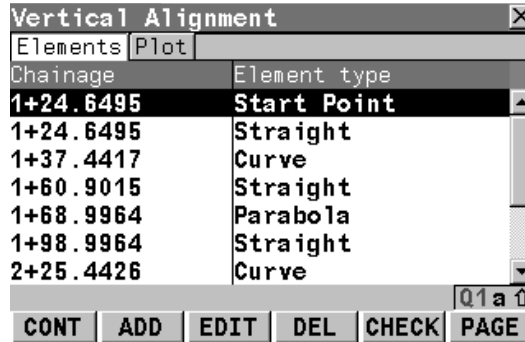 Vertical Alignment
Elements Plot
Chainage Element type
1+24.6495 Start Point
1+24.6495 Straight
1+37.4417 Curve
1+60.9015 Straight
1+68.9964 Parabola
1+98.9964 Straight
2+25.4426 Curve
Q1 a ⇧
CONT ADD EDIT DEL CHECK PAGE